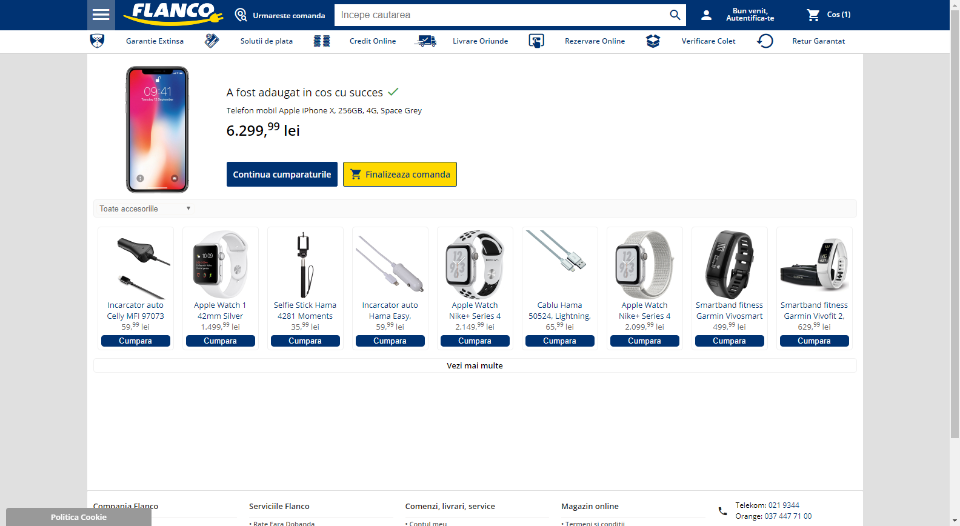 FLANCO
Urmareste comanda
Incepe cautarea
Bun venit,
Autentifica-te
Cos (1)
Garantie Extinsa
Solutii de plata
Credit Online
Livrare Oriunde
Rezervare Online
Verificare Colet
Retur Garantat
A fost adaugat in cos cu succes
Telefon mobil Apple iPhone X, 256GB, 4G, Space Grey
6.299,99 lei
Continua cumparaturile
Finalizeaza comanda
Toate accesoriile
Incarcator auto
Celly MFI 97073
59,99 lei
Cumpara
Apple Watch 1
42mm Silver
1.499,99 lei
Cumpara
Selfie Stick Hama
4281 Moments
35,99 lei
Cumpara
Incarcator auto
Hama Easy,
59,99 lei
Cumpara
Apple Watch
Nike+ Series 4
2.149,99 lei
Cumpara
Cablu Hama
50524, Lightning,
65,99 lei
Cumpara
Apple Watch
Nike+ Series 4
2.099,99 lei
Cumpara
Smartband fitness
Garmin Vivosmart
499,99 lei
Cumpara
Smartband fitness
Garmin Vivofit 2,
629,99 lei
Cumpara
Vezi mai multe
Compania Flanco
Serviciile Flanco
Comenzi, livrari, service
Magazin online
Telekom: 021 9344
Orange: 037 447 71 00
Politica Cookie
• Rate Fara Dobanda
• Contul meu
• Termeni si conditii